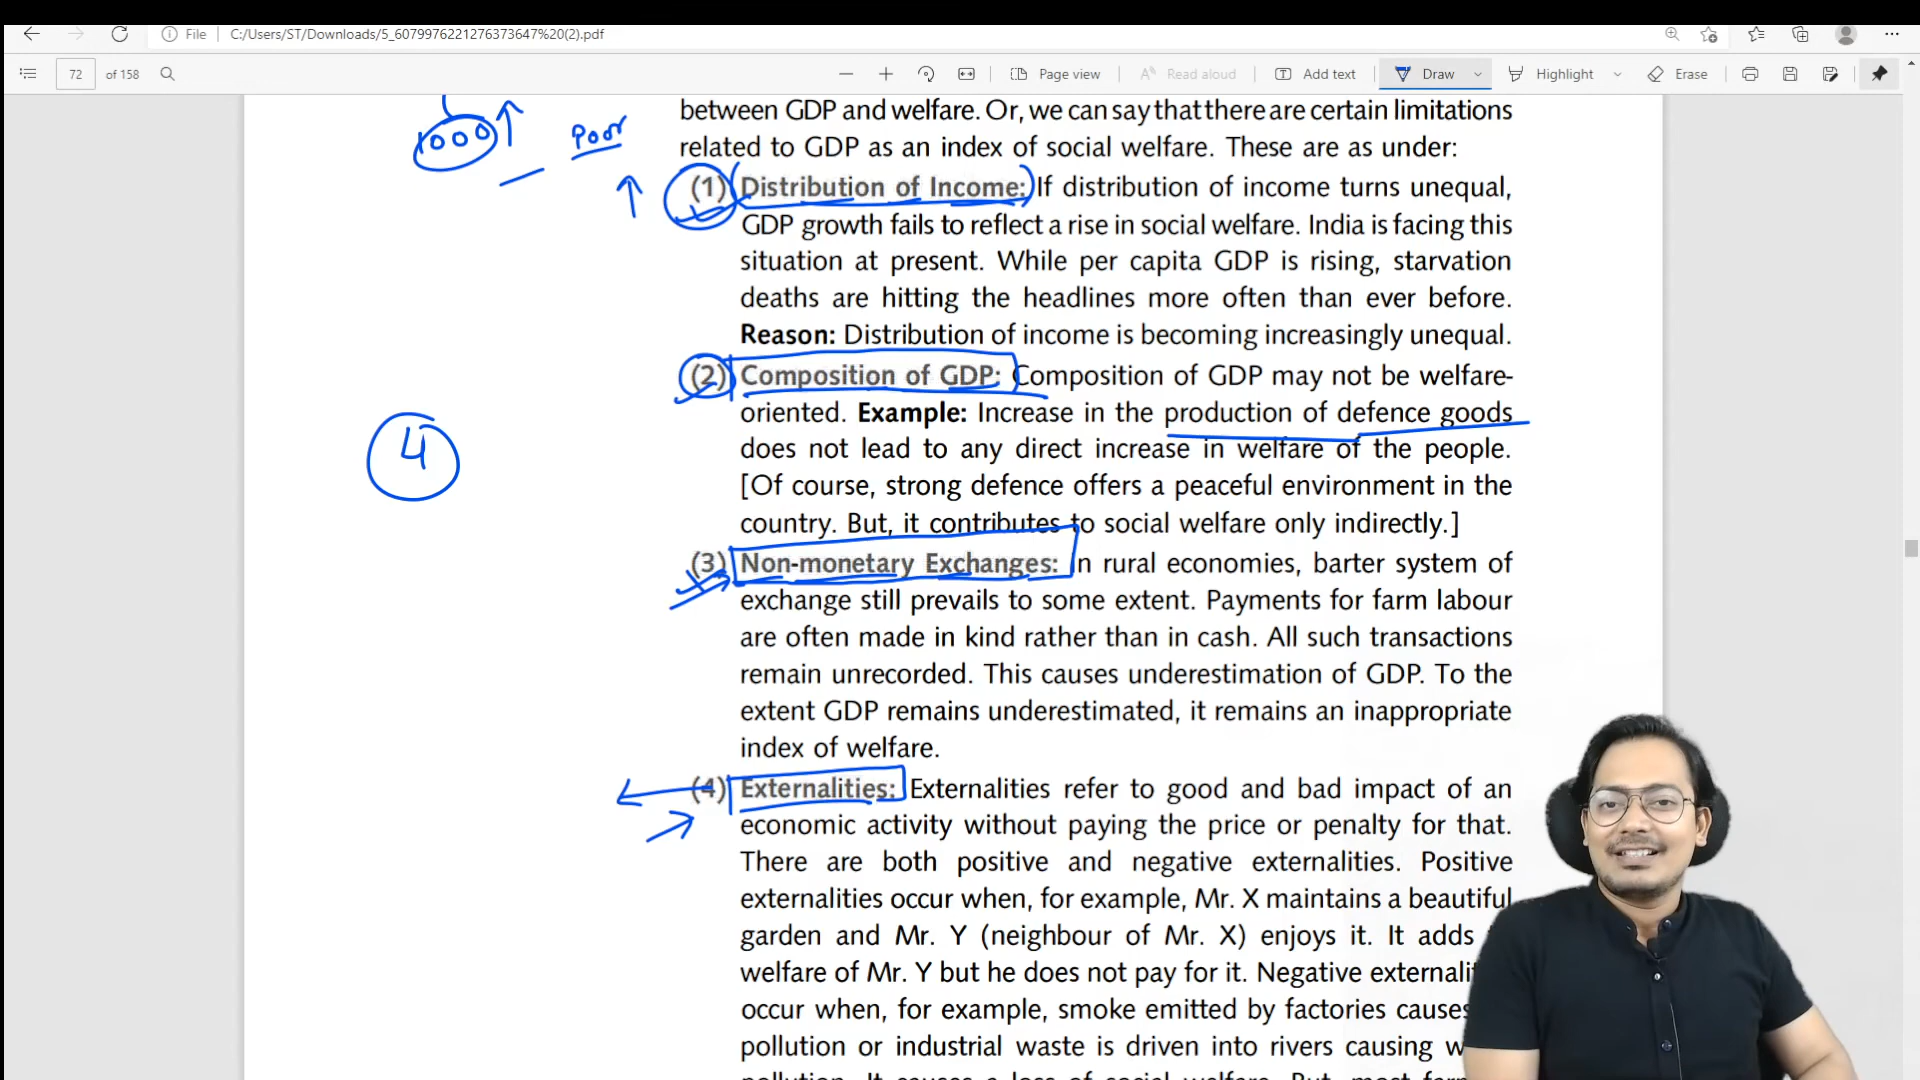 File C:/Users/ST/Downloads/5_6079976221276373647%20(2).pdf
72 of 158 Page view Read aloud Add text Draw Highlight Erase
between GDP and welfare. Or, we can say that there are certain limitations
1000 Poor
related to GDP as an index of social welfare. These are as under:
(1) Distribution of Income: If distribution of income turns unequal,
GDP growth fails to reflect a rise in social welfare. India is facing this
situation at present. While per capita GDP is rising, starvation
deaths are hitting the headlines more often than ever before.
Reason: Distribution of income is becoming increasingly unequal.
(2) Composition of GDP: Composition of GDP may not be welfare-
oriented. Example: Increase in the production of defence goods
4
does not lead to any direct increase in welfare of the people.
[Of course, strong defence offers a peaceful environment in the
country. But, it contributes to social welfare only indirectly.]
(3) Non-monetary Exchanges: In rural economies, barter system of
exchange still prevails to some extent. Payments for farm labour
are often made in kind rather than in cash. All such transactions
remain unrecorded. This causes underestimation of GDP. To the
extent GDP remains underestimated, it remains an inappropriate
index of welfare.
(4) Externalities: Externalities refer to good and bad impact of an
economic activity without paying the price or penalty for that.
There are both positive and negative externalities. Positive
externalities occur when, for example, Mr. X maintains a beautiful
garden and Mr. Y (neighbour of Mr. X) enjoys it. It adds
welfare of Mr. Y but he does not pay for it. Negative
occur when, for example, smoke emitted by factories causes
pollution or industrial waste is driven into rivers causing